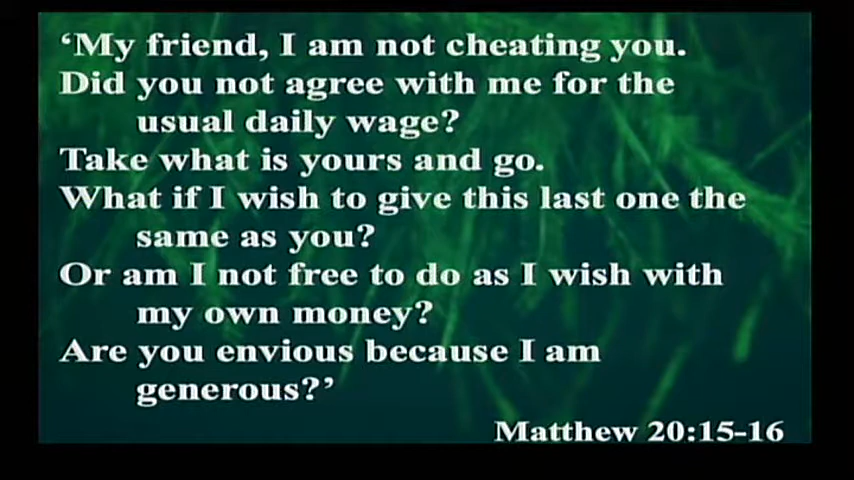 ‘My friend, I am not cheating you.
Did you not agree with me for the
usual daily wage?
Take what is yours and go.
What if I wish to give this last one the
same as you?
Or am I not free to do as I wish with
my own money?
Are you envious because I am
generous?’
Matthew 20:15-16